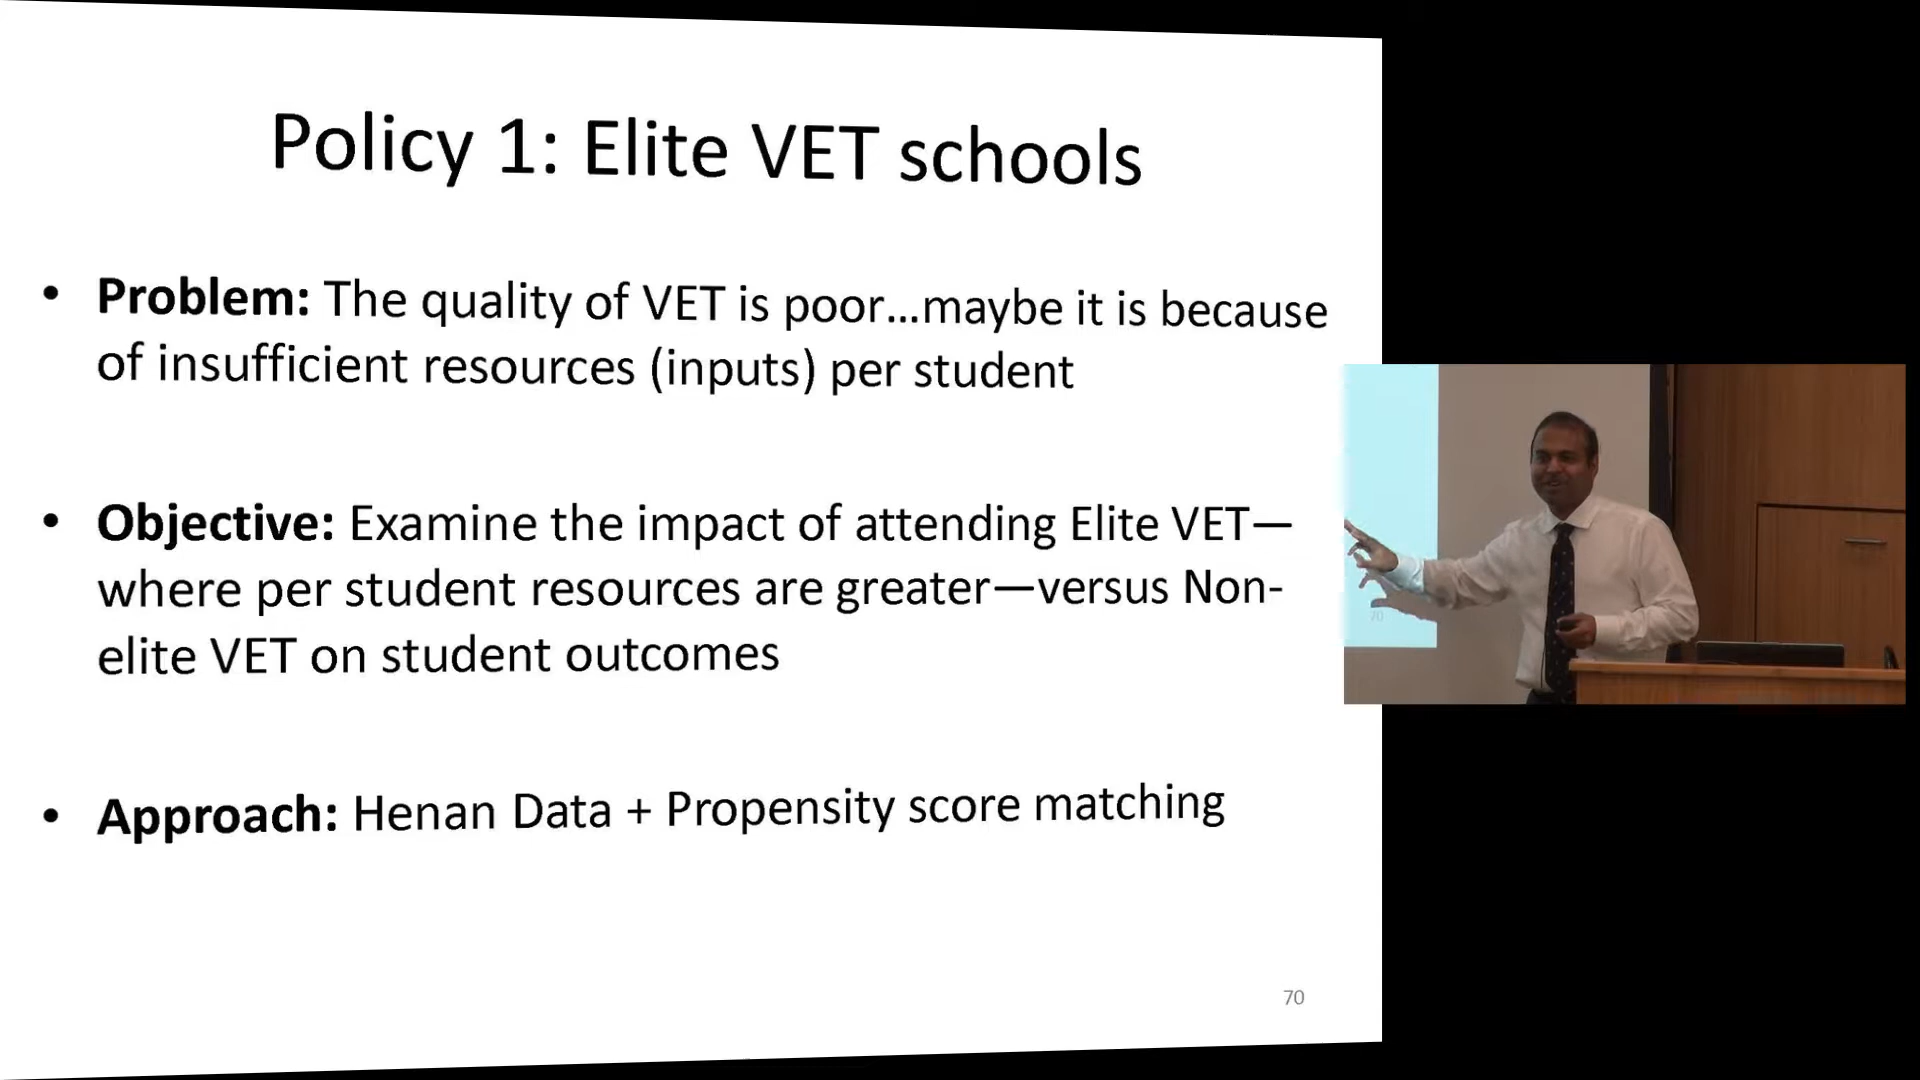 Policy 1: Elite VET schools
• Problem: The quality of VET is poor...maybe it is because
of insufficient resources (inputs) per student
• Objective: Examine the impact of attending Elite VET—
where per student resources are greater—versus Non-
elite VET on student outcomes
• Approach: Henan Data + Propensity score matching
70
70